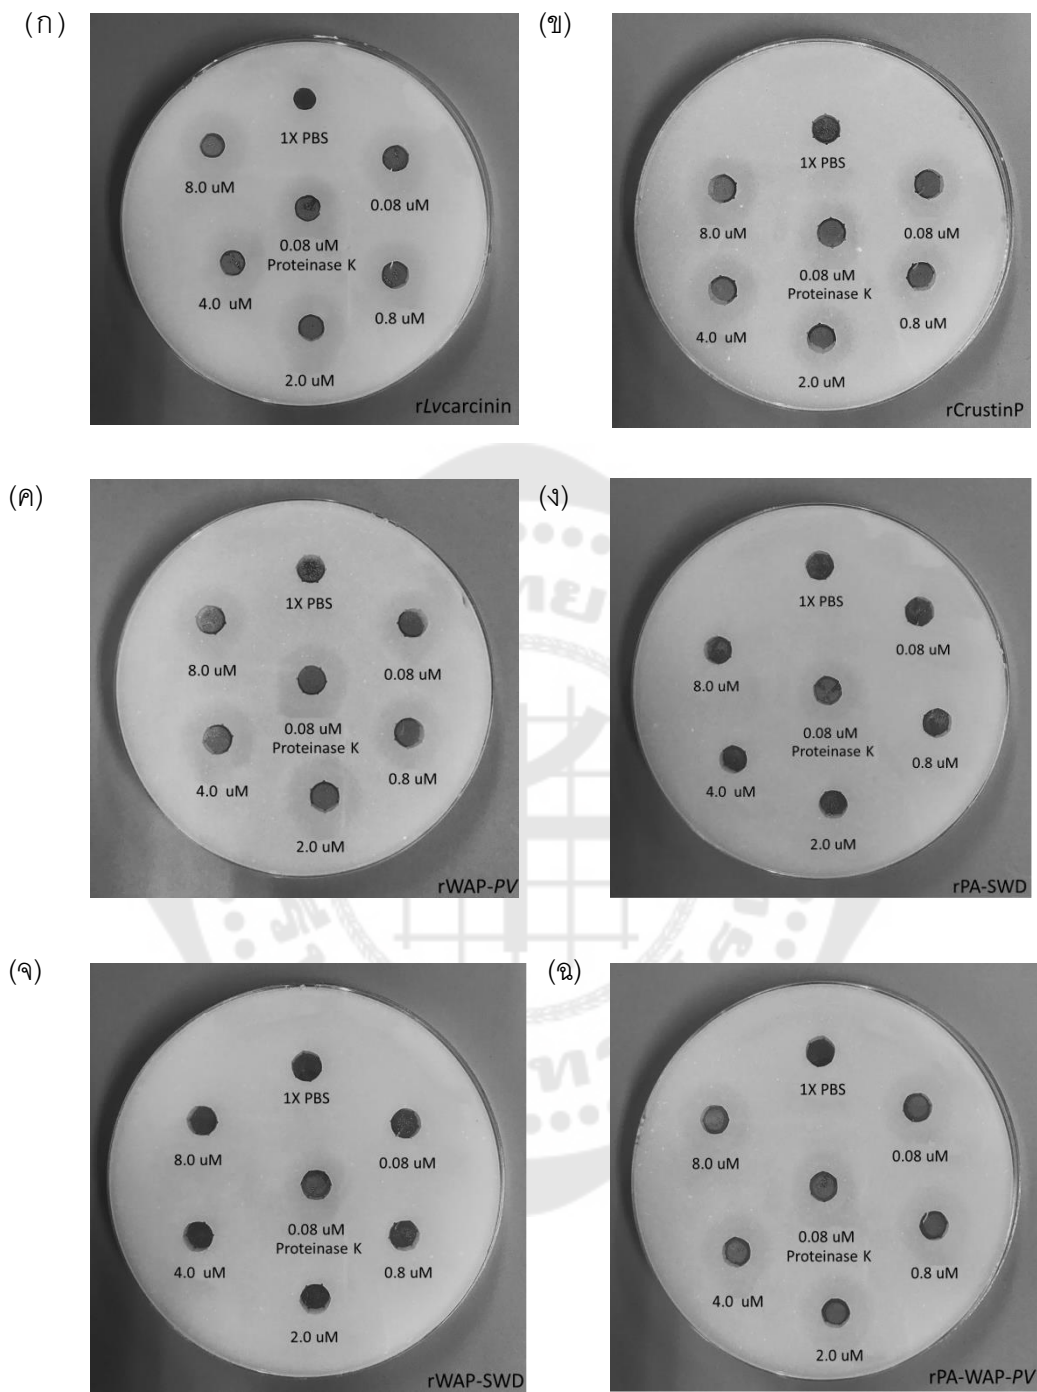 (ก)
1X PBS
8.0 uM
0.08 uM
0.08 uM
Proteinase K
4.0 uM
0.8 uM
2.0 uM
rLvcarcinin
(ข)
1X PBS
8.0 uM
0.08 uM
0.08 uM
Proteinase K
4.0 uM
0.8 uM
2.0 uM
rCrustinP
(ค)
1X PBS
8.0 uM
0.08 uM
0.08 uM
Proteinase K
4.0 uM
0.8 uM
2.0 uM
rWAP-PV
(ง)
1X PBS
0.08 uM
8.0 uM
0.08 uM
Proteinase K
0.8 uM
4.0 uM
2.0 uM
rPA-SWD
(จ)
1X PBS
8.0 uM
0.08 uM
0.08 uM
Proteinase K
4.0 uM
0.8 uM
2.0 uM
rWAP-SWD
(ฉ)
1X PBS
8.0 uM
0.08 uM
0.08 uM
Proteinase K
0.8 uM
4.0 uM
2.0 uM
rPA-WAP-PV